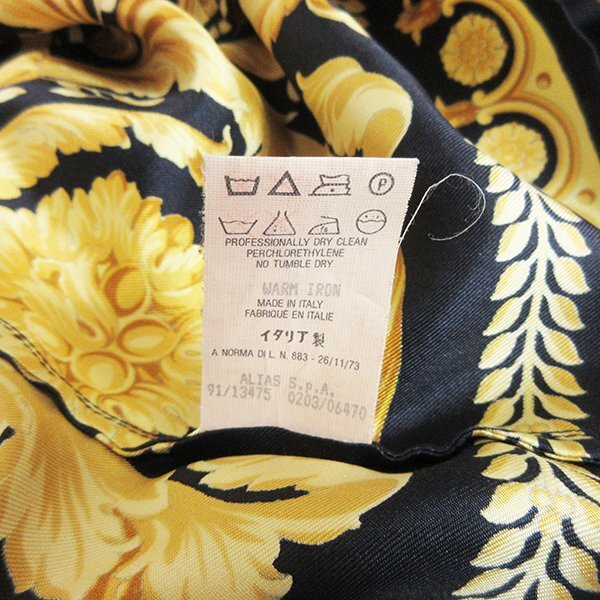 P
PROFESSIONALLY DRY CLEAN
PERCHLORETHYLENE
NO TUMBLE DRY
WARM IRON
MADE IN ITALY
FABRIQUÉ EN ITALIE
イタリア製
A NORMA DI L. N. 883 - 26/11/73
ALIAS S.p.A.
91/13475 0203/06470